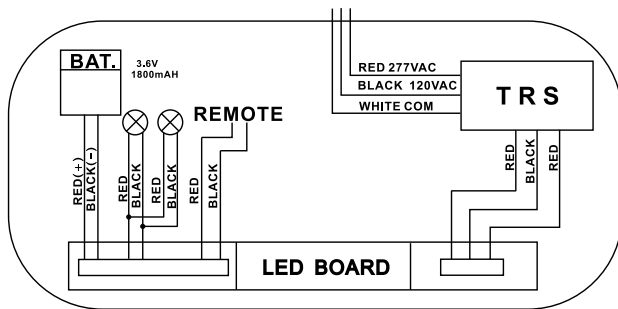 BAT.
3.6V
1800mAH
REMOTE
RED 277VAC
BLACK 120VAC
WHITE COM
TRS
RED(+)
BLACK(-)
RED
BLACK
RED
BLACK
RED
BLACK
RED
BLACK
RED
LED BOARD